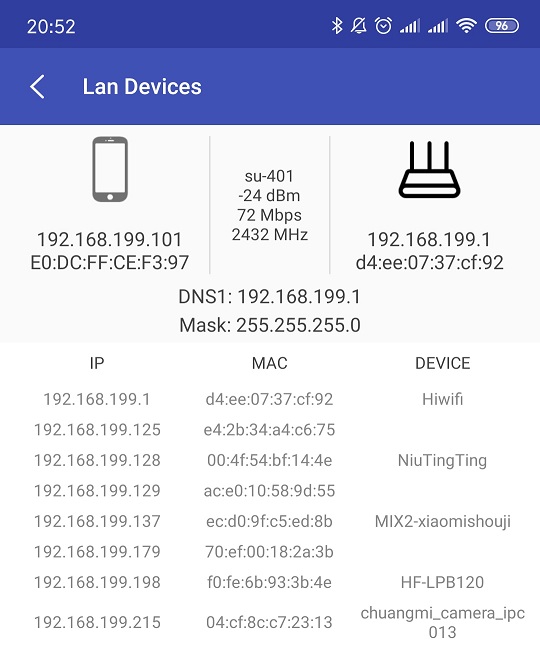 20:52
96
Lan Devices
su-401
-24 dBm
72 Mbps
2432 MHz
192.168.199.101
E0:DC:FF:CE:F3:97
192.168.199.1
d4:ee:07:37:cf:92
DNS1: 192.168.199.1
Mask: 255.255.255.0
IP MAC DEVICE
192.168.199.1 d4:ee:07:37:cf:92 Hiwifi
192.168.199.125 e4:2b:34:a4:c6:75
192.168.199.128 00:4f:54:bf:14:4e NiuTingTing
192.168.199.129 ac:e0:10:58:9d:55
192.168.199.137 ec:d0:9f:c5:ed:8b MIX2-xiaomishouji
192.168.199.179 70:ef:00:18:2a:3b
192.168.199.198 f0:fe:6b:93:3b:4e HF-LPB120
192.168.199.215 04:cf:8c:c7:23:13 chuangmi_camera_ipc
013